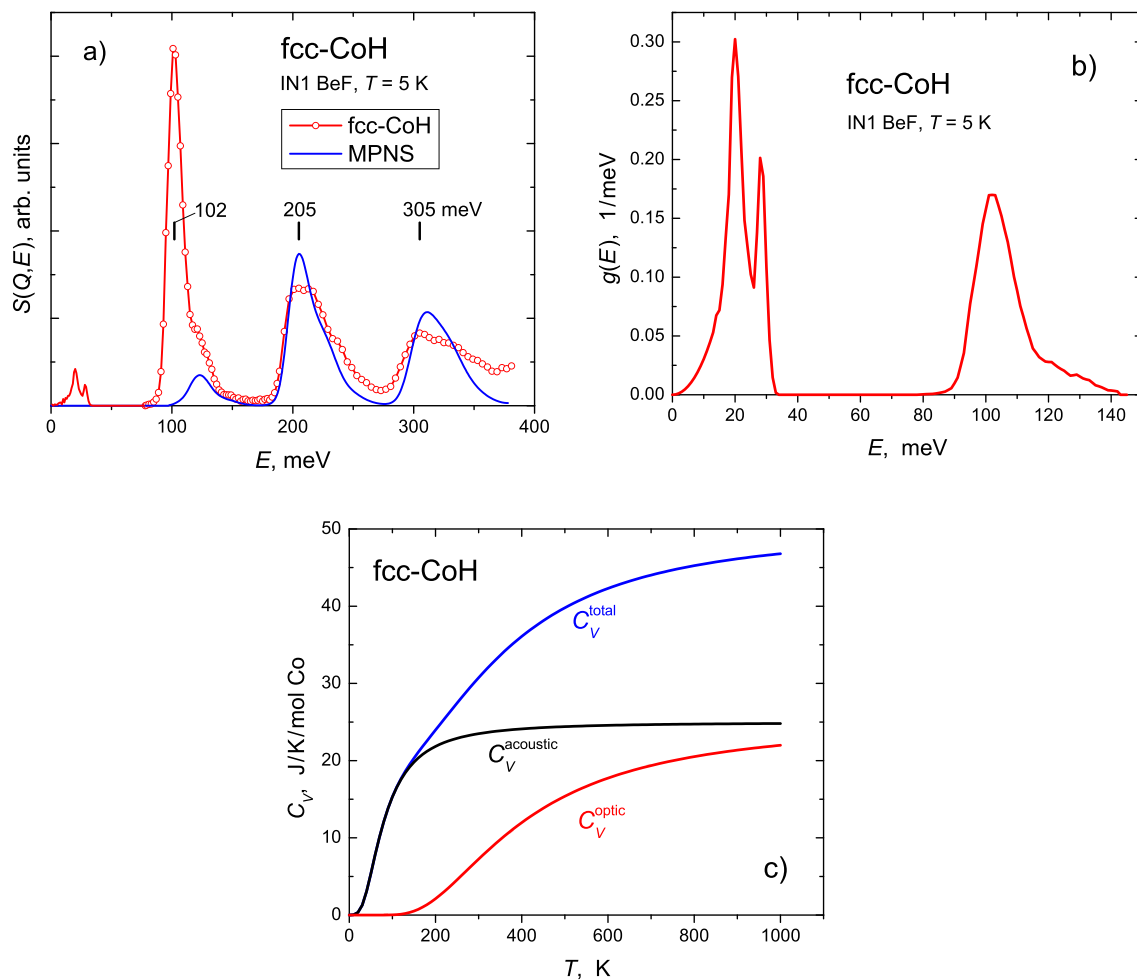 a)
fcc-CoH
IN1 BeF, T = 5 K
fcc-CoH
MPNS
102
205
305 meV
S(Q,E), arb. units
0
100
200
300
400
E, meV
b)
fcc-CoH
IN1 BeF, T = 5 K
g(E), 1/meV
0.30
0.25
0.20
0.15
0.10
0.05
0.00
0
20
40
60
80
100
120
140
E, meV
fcc-CoH
C_V^total
C_V^acoustic
C_V^optic
c)
C_V, J/K/mol Co
50
40
30
20
10
0
0
200
400
600
800
1000
T, K